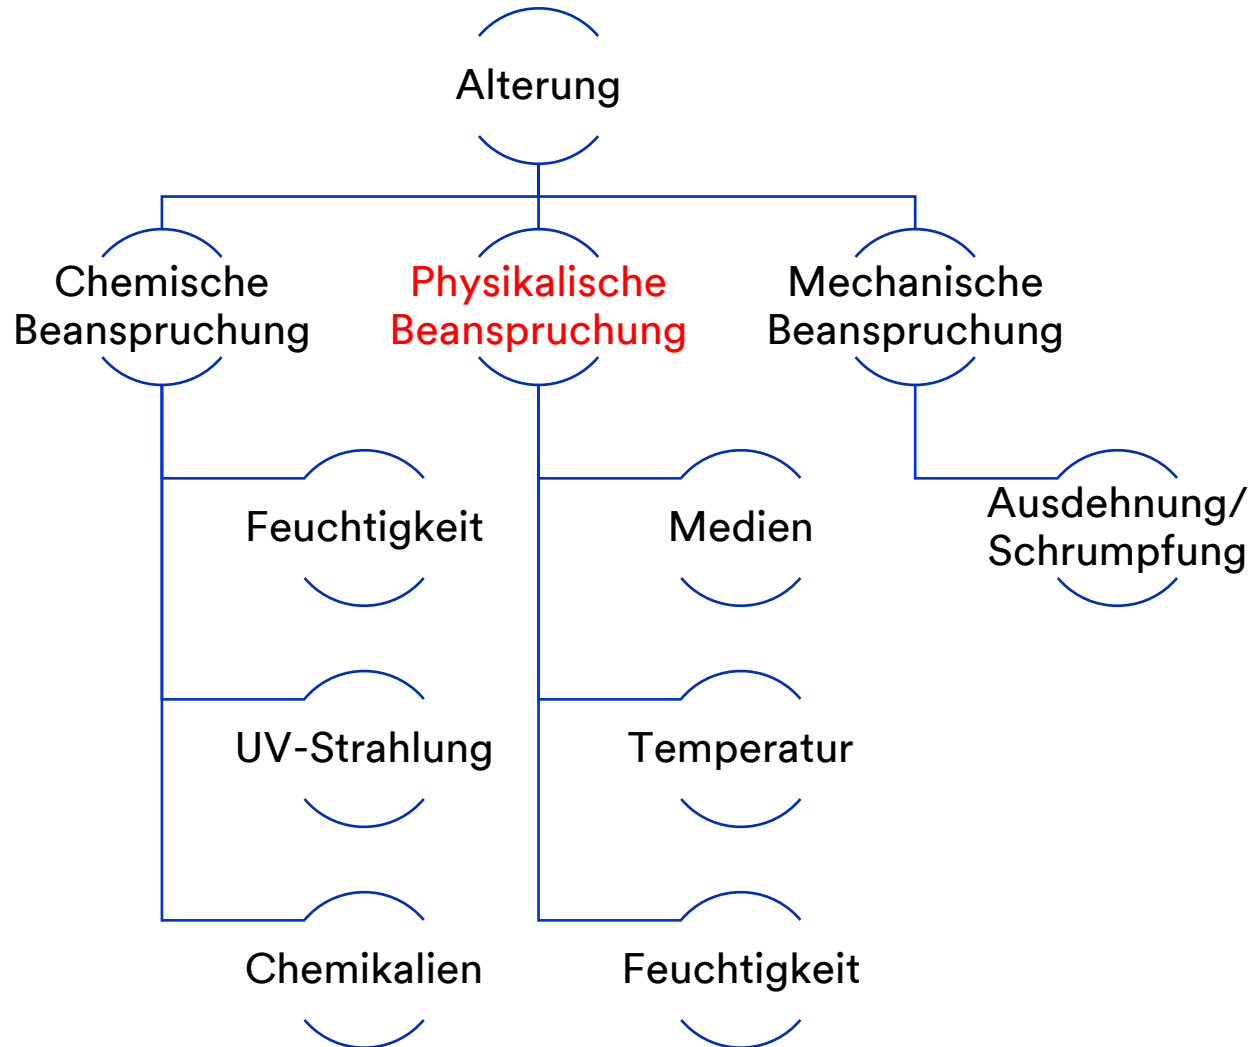 Alterung
Chemische
Beanspruchung
Physikalische
Beanspruchung
Mechanische
Beanspruchung
Feuchtigkeit
Medien
Ausdehnung/
Schrumpfung
UV-Strahlung
Temperatur
Chemikalien
Feuchtigkeit